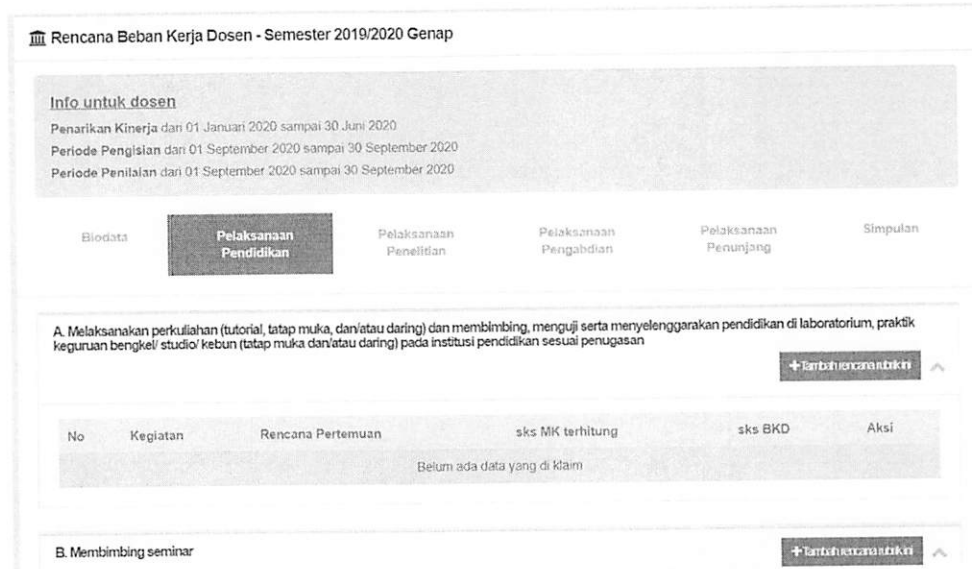 Rencana Beban Kerja Dosen - Semester 2019/2020 Genap
Info untuk dosen
Penarikan Kinerja dari 01 Januari 2020 sampai 30 Juni 2020
Periode Pengisian dari 01 September 2020 sampai 30 September 2020
Periode Penilaian dari 01 September 2020 sampai 30 September 2020
Biodata
Pelaksanaan
Pendidikan
Pelaksanaan
Penelitian
Pelaksanaan
Pengabdian
Pelaksanaan
Penunjang
Simpulan
A. Melaksanakan perkuliahan (tutorial, tatap muka, dan/atau daring) dan membimbing, menguji serta menyelenggarakan pendidikan di laboratorium, praktik
keguruan bengkel/ studio/ kebun (tatap muka dan/atau daring) pada institusi pendidikan sesuai penugasan
+Tambah rencana rubrik ini
No Kegiatan Rencana Pertemuan sks MK terhitung sks BKD Aksi
Belum ada data yang di klaim
B. Membimbing seminar
+Tambah rencana rubrik ini